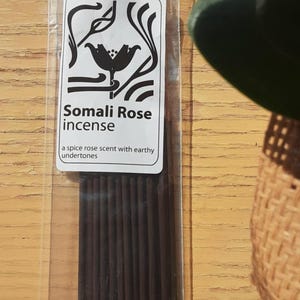 Somali Rose
incense
a spice rose scent with earthy
undertones